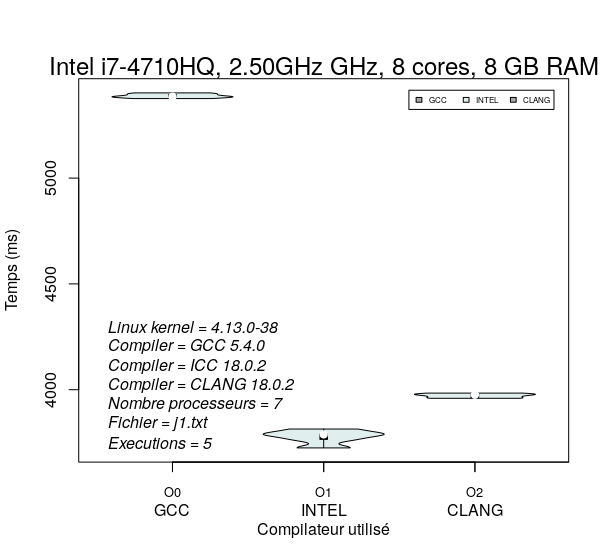 Intel i7-4710HQ, 2.50GHz GHz, 8 cores, 8 GB RAM
GCC INTEL CLANG
5000
4500
4000
Temps (ms)
Linux kernel = 4.13.0-38
Compiler = GCC 5.4.0
Compiler = ICC 18.0.2
Compiler = CLANG 18.0.2
Nombre processeurs = 7
Fichier = j1.txt
Executions = 5
O0 O1 O2
GCC INTEL CLANG
Compilateur utilisé